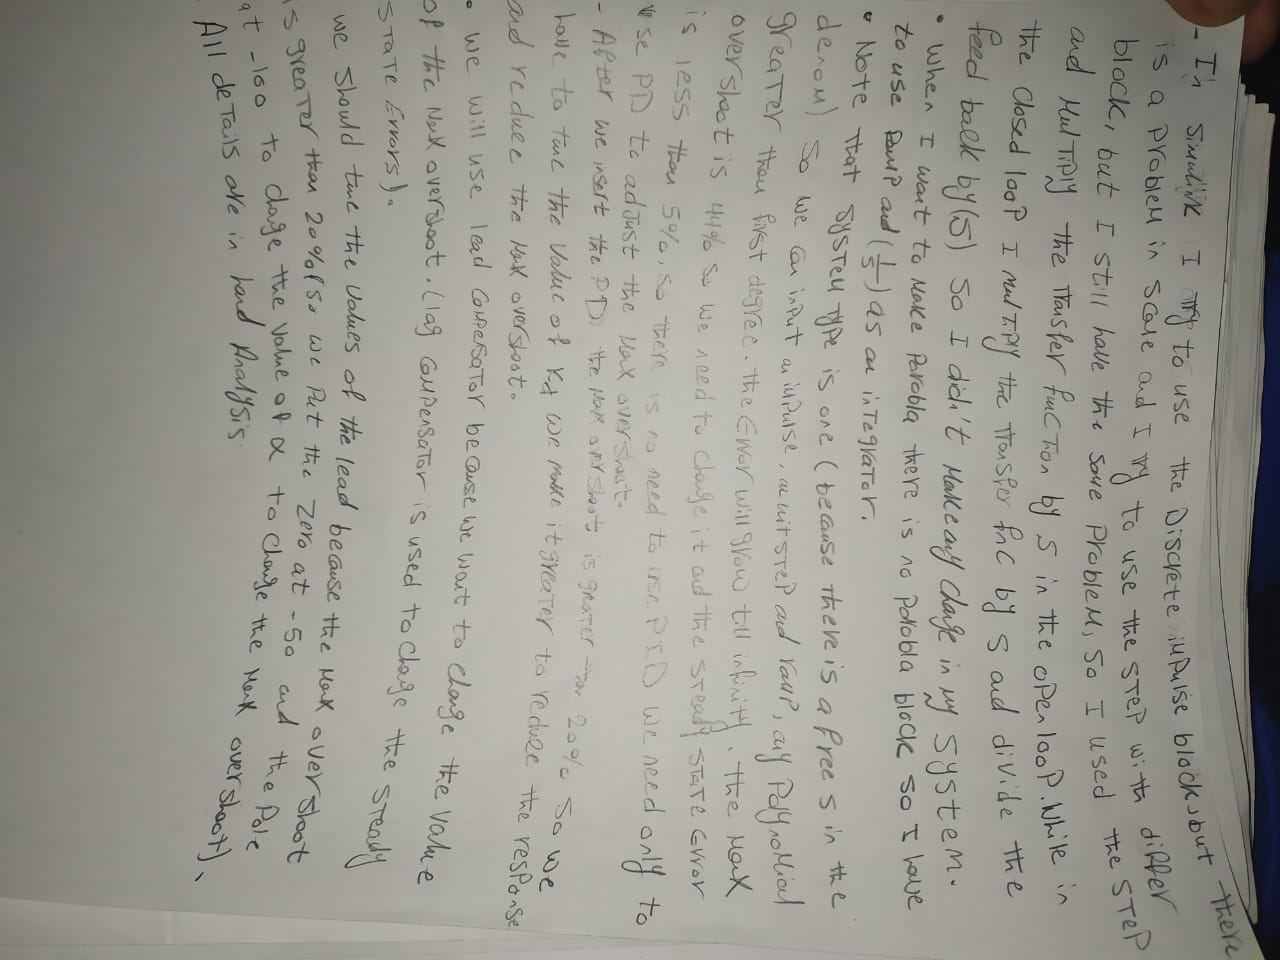 - In Simulink I try to use the Discrete impulse block, but there
is a problem in scale and I try to use the step with differ
block, but I still have the same problem, so I used the step
and Multiply the transfer function by S in the open loop. While in
the closed loop I multiply the transfer fnc by s and divide the
feed back by (s) so I didn't make any change in my system.
• When I want to make Parobla there is no Parobla block so I have
to use Ramp and (1/s) as an integrator.
• Note that system type is one (because there is a free s in the
denom) so we can input an impulse, an unit step and ramp, any Polynomial
greater than first degree. the Error will grow till infinity. the Max
over shoot is 44% so we need to change it and the steady state error
is less than 5%, so there is no need to use PID we need only to
use PD to adjust the Max overshoot.
- After we insert the PD the Max over shoot is greater than 20% so we
have to tune the value of Kd we make it greater to reduce the response
and reduce the Max overshoot.
• we will use lead Compensator because we want to change the value
of the Max overshoot. (lag Compensator is used to chage the steady
state Errors).
we should tune the values of the lead because the Max over shoot
is greater than 20% (so we Put the zero at -50 and the Pole
at -100 to chage the value of α to change the Max over shoot).
All details are in hand Analysis